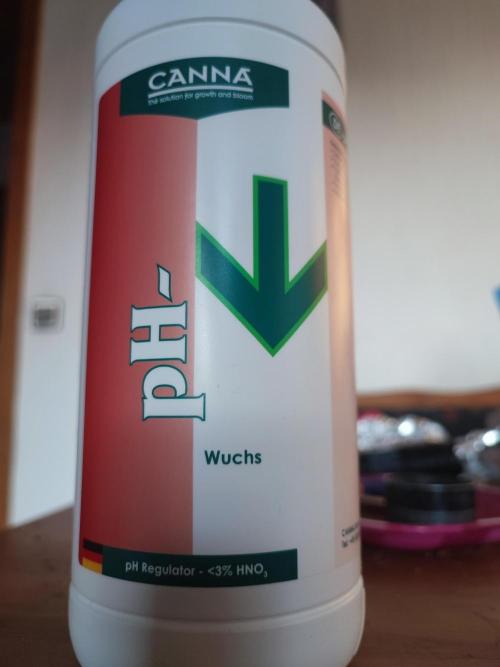 CANNA
the solution for growth and bloom
pH-
Wuchs
pH Regulator - <3% HNO₃